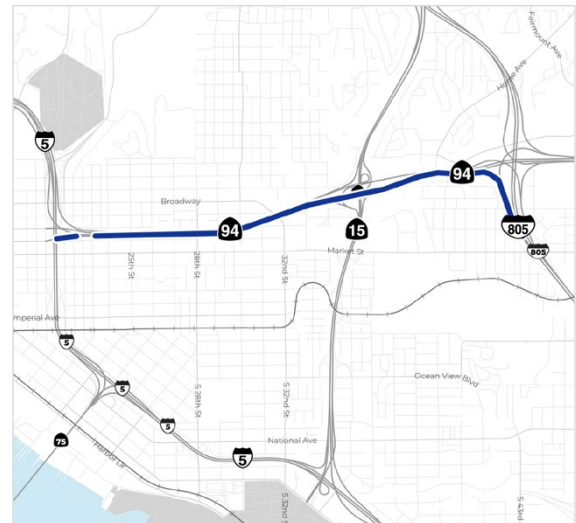 Fairmount Ave
Home Ave
5
Broadway
94
94
15
805
805
25th St
28th St
32nd St
Market St
Imperial Ave
5
5
5
5
75
Harbor Dr
S 28th St
S 32nd St
National Ave
Ocean View Blvd
S 32nd St
S 43rd